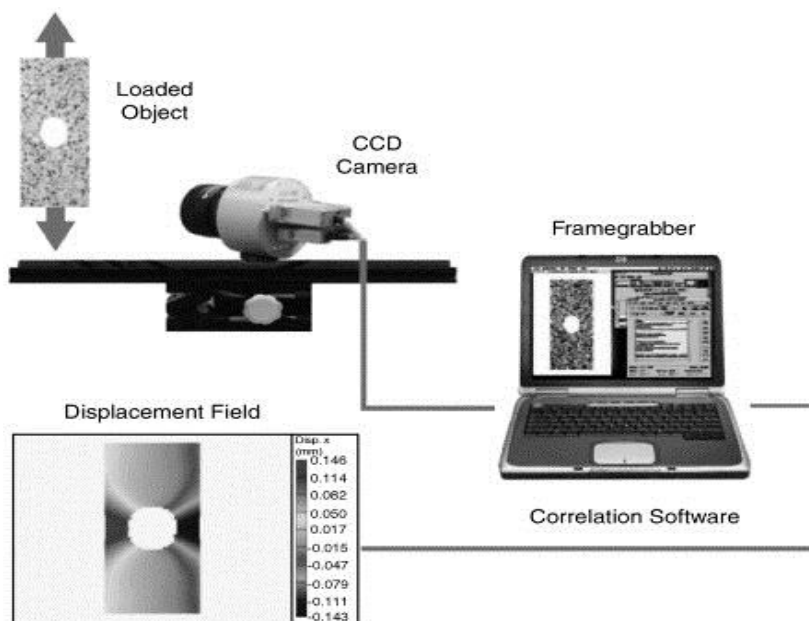 Loaded
Object
CCD
Camera
Framegrabber
Displacement Field
Disp. x
(mm)
0.146
0.114
0.082
0.050
0.017
-0.015
-0.047
-0.079
-0.111
-0.143
Correlation Software